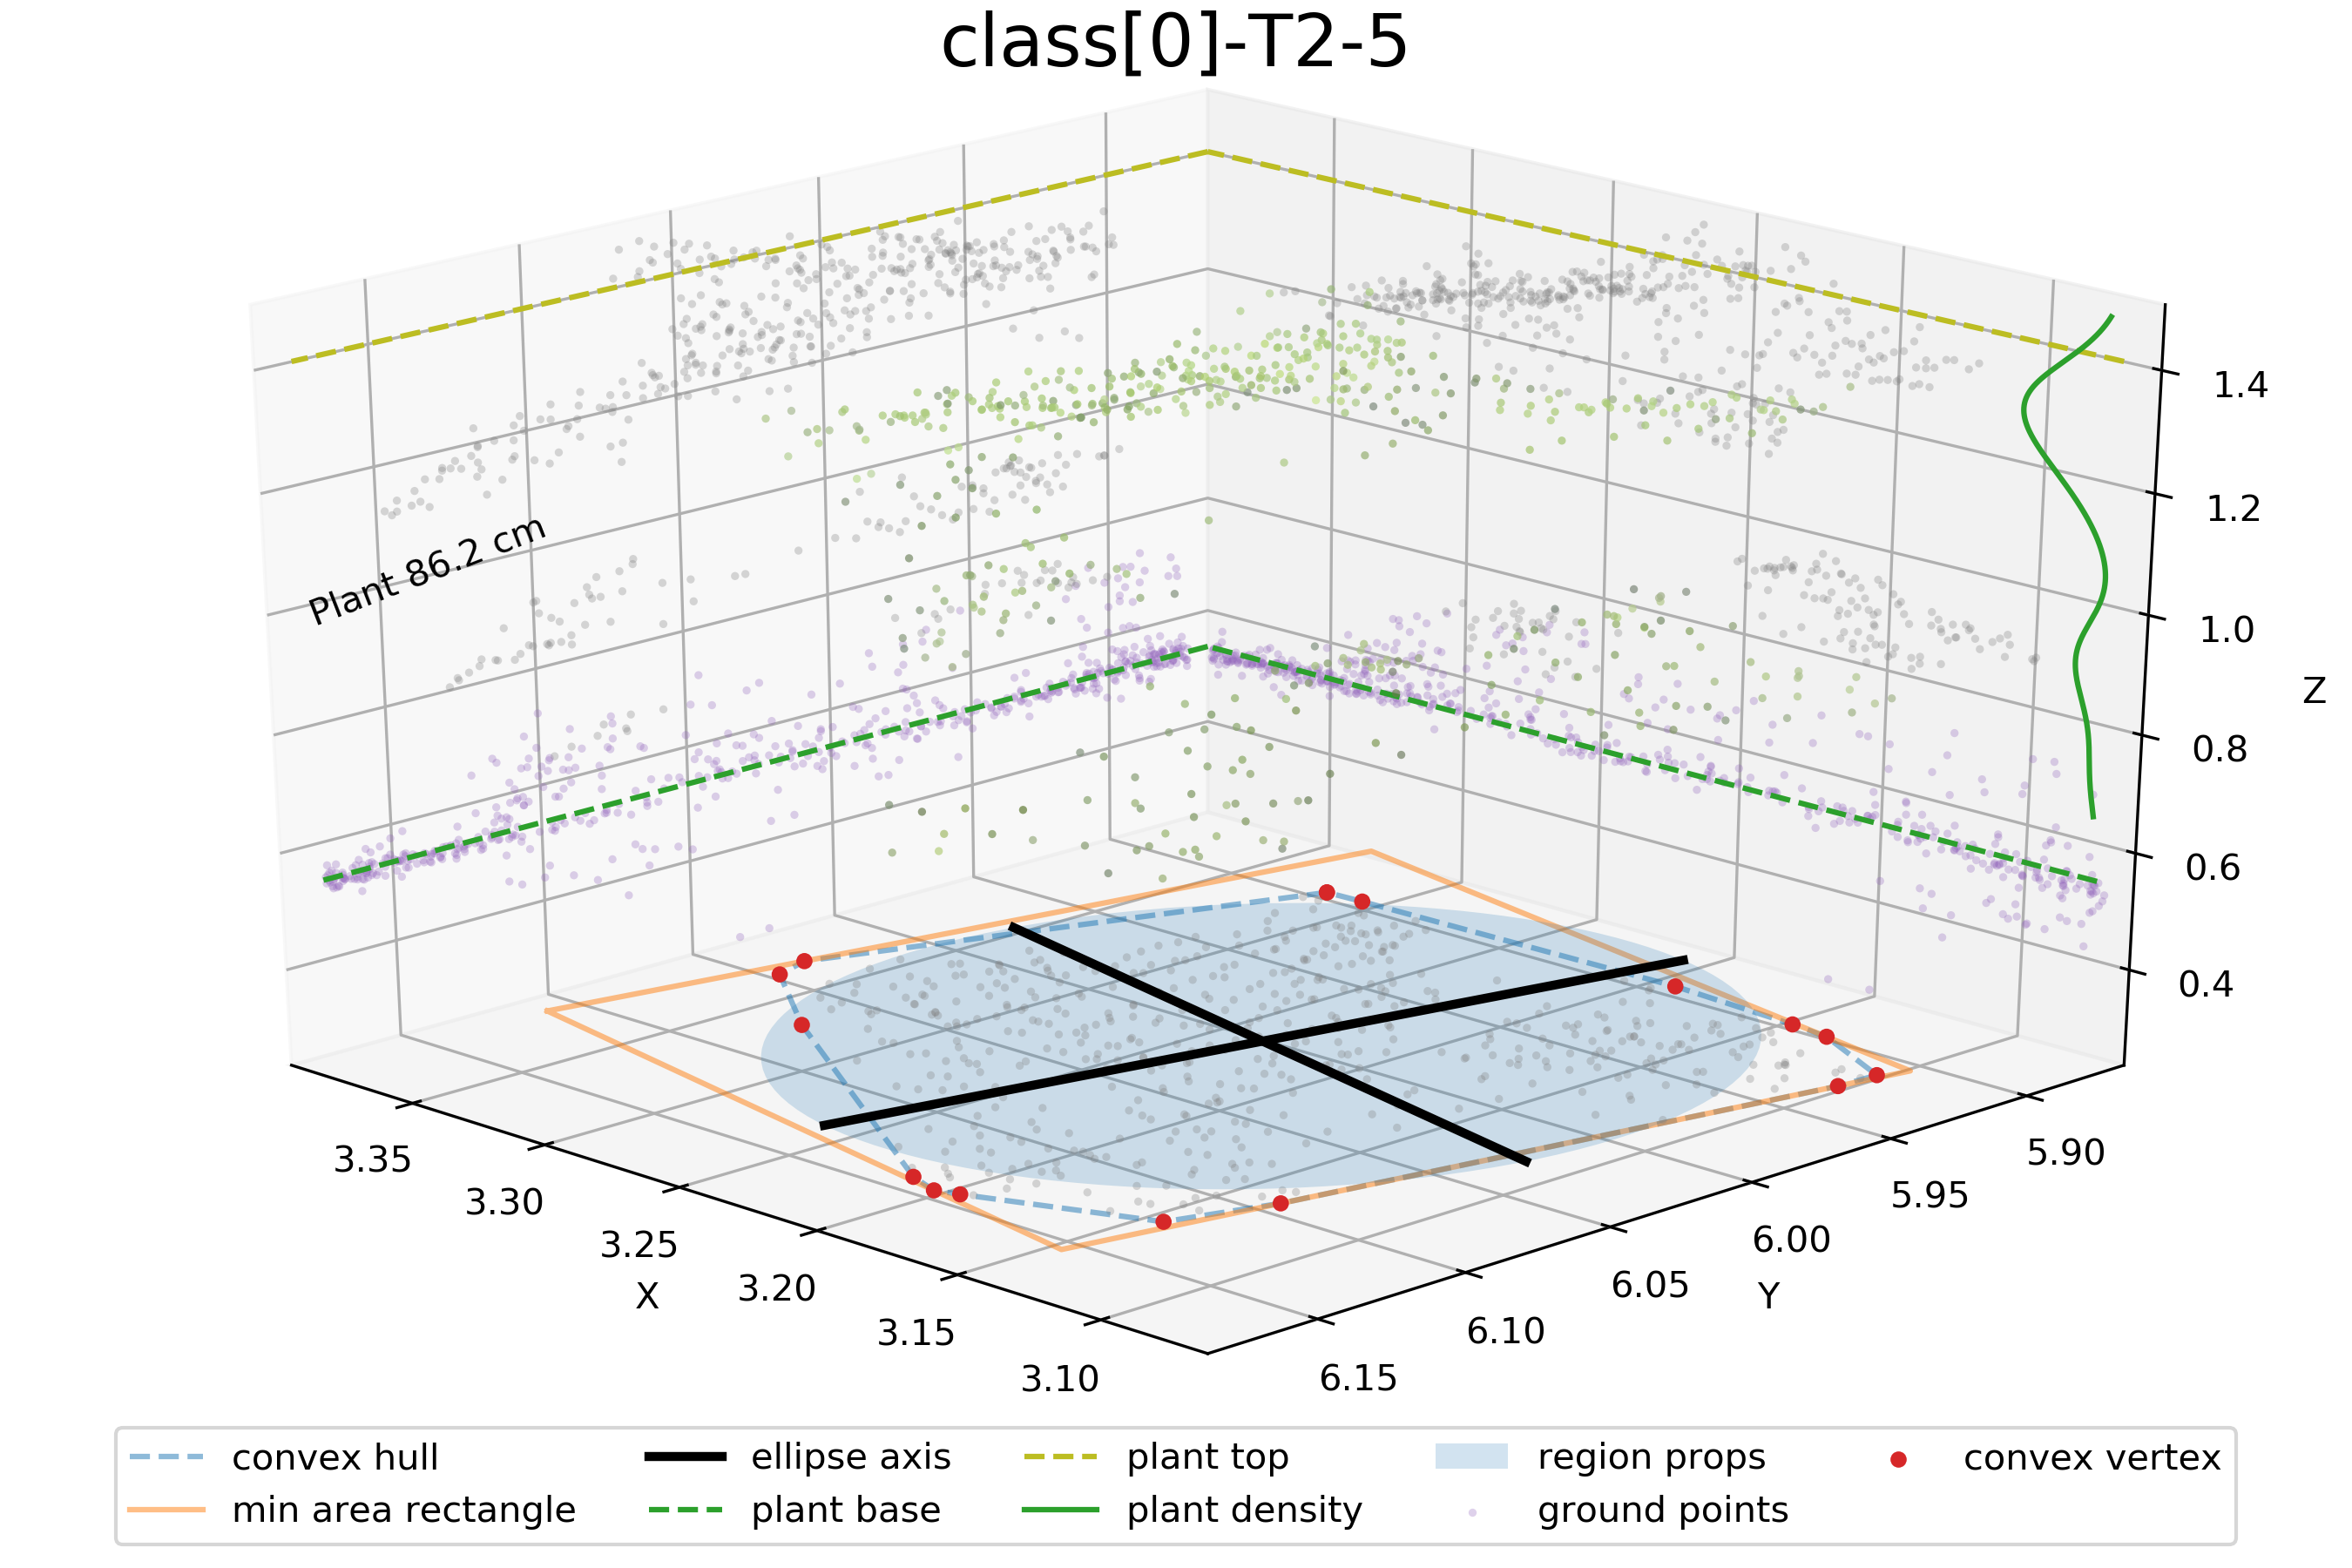 class[0]-T2-5
Plant 86.2 cm
1.4
1.2
1.0
0.8
0.6
0.4
Z
3.35
3.30
3.25
3.20
3.15
3.10
X
5.90
5.95
6.00
6.05
6.10
6.15
Y
convex hull
min area rectangle
ellipse axis
plant base
plant top
plant density
region props
ground points
convex vertex